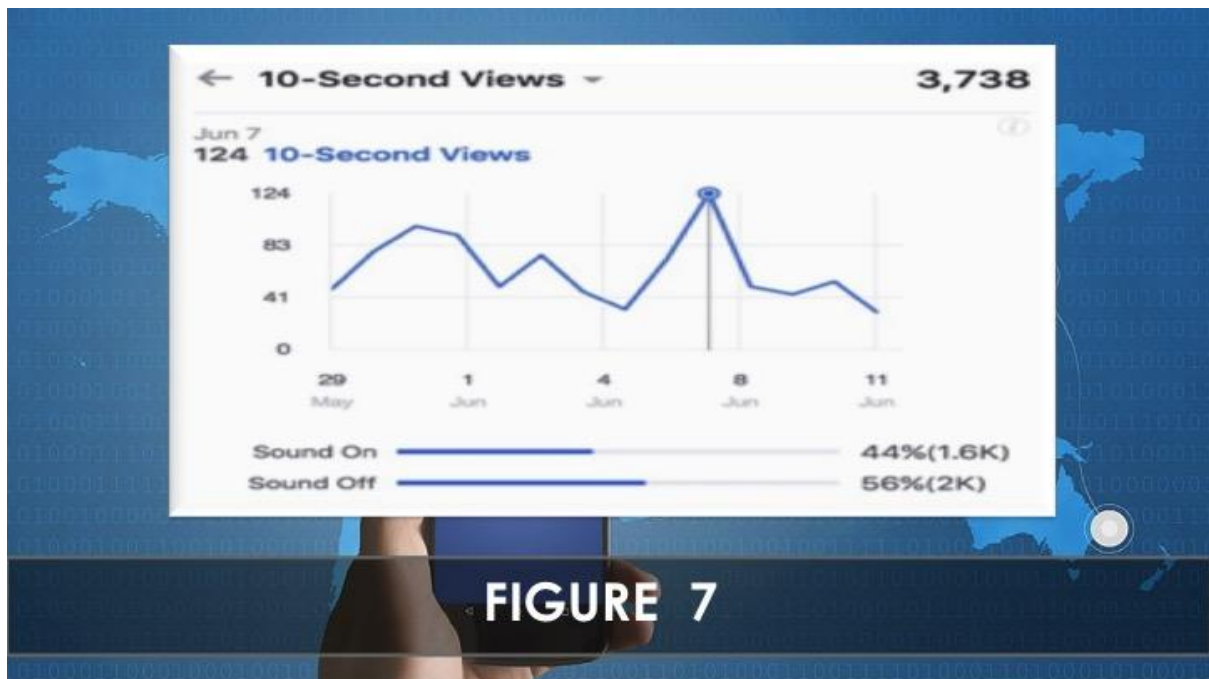 ← 10-Second Views 3,738
Jun 7
124 10-Second Views
124
83
41
0
29 1 4 8 11
May Jun Jun Jun Jun
Sound On 44%(1.6K)
Sound Off 56%(2K)
FIGURE 7